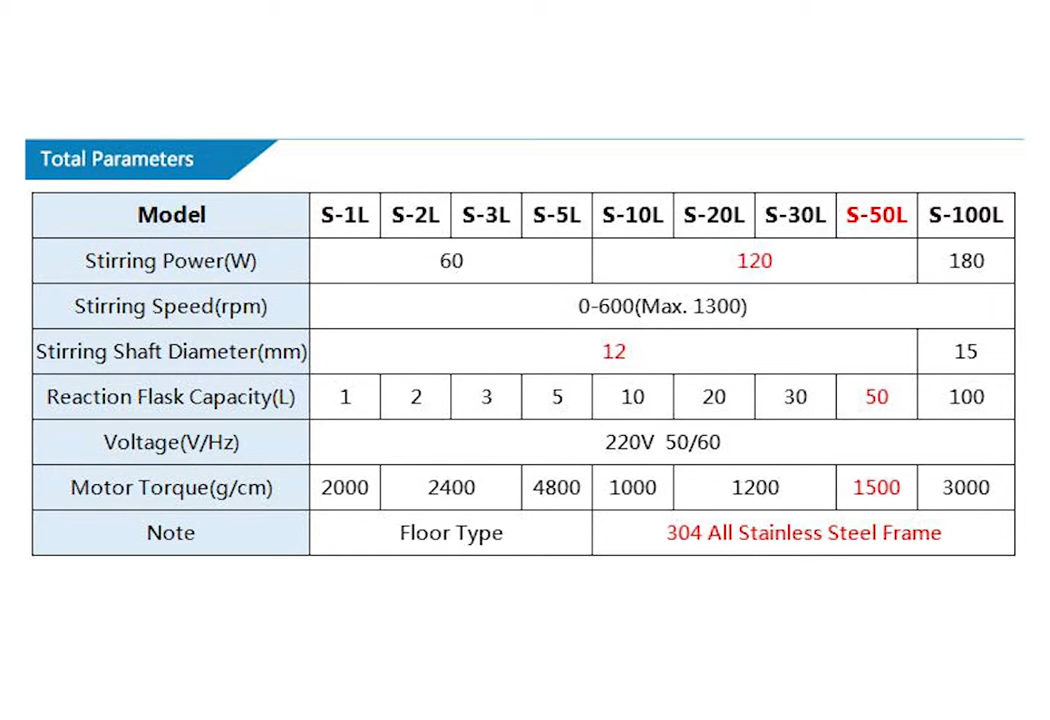 Total Parameters
Model S-1L S-2L S-3L S-5L S-10L S-20L S-30L S-50L S-100L
Stirring Power(W) 60 120 180
Stirring Speed(rpm) 0-600(Max. 1300)
Stirring Shaft Diameter(mm) 12 15
Reaction Flask Capacity(L) 1 2 3 5 10 20 30 50 100
Voltage(V/Hz) 220V 50/60
Motor Torque(g/cm) 2000 2400 4800 1000 1200 1500 3000
Note Floor Type 304 All Stainless Steel Frame